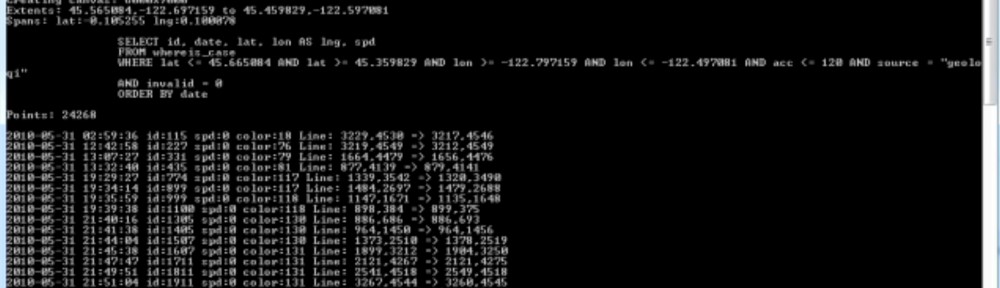 Extents: 45.565084,-122.697159 to 45.459829,-122.597081
Spans: lat:-0.105255 lng:0.100078
SELECT id, date, lat, lon AS lng, spd
FROM whereis_case
WHERE lat <= 45.665084 AND lat >= 45.359829 AND lon >= -122.797159 AND lon <= -122.497081 AND acc <= 120 AND source = "geolo
qi"
AND invalid = 0
ORDER BY date
Points: 24268
2010-05-31 02:59:36 id:115 spd:0 color:18 Line: 3229,4530 => 3217,4546
2010-05-31 12:42:58 id:227 spd:0 color:76 Line: 3219,4549 => 3212,4549
2010-05-31 13:07:27 id:331 spd:0 color:79 Line: 1664,4479 => 1656,4476
2010-05-31 13:32:40 id:435 spd:0 color:81 Line: 877,4139 => 879,4141
2010-05-31 19:29:27 id:774 spd:0 color:117 Line: 1339,3542 => 1320,3490
2010-05-31 19:34:14 id:899 spd:0 color:117 Line: 1484,2697 => 1479,2688
2010-05-31 19:35:59 id:999 spd:0 color:118 Line: 1147,1671 => 1135,1648
2010-05-31 19:39:38 id:1100 spd:0 color:118 Line: 898,384 => 899,375
2010-05-31 21:40:16 id:1305 spd:0 color:130 Line: 886,686 => 886,693
2010-05-31 21:41:38 id:1405 spd:0 color:130 Line: 964,1450 => 964,1456
2010-05-31 21:44:04 id:1507 spd:0 color:130 Line: 1373,2510 => 1378,2519
2010-05-31 21:45:38 id:1607 spd:0 color:131 Line: 1899,3212 => 1904,3250
2010-05-31 21:47:47 id:1711 spd:0 color:131 Line: 2121,4267 => 2121,4275
2010-05-31 21:49:51 id:1811 spd:0 color:131 Line: 2541,4518 => 2549,4518
2010-05-31 21:51:04 id:1911 spd:0 color:131 Line: 3267,4544 => 3260,4545